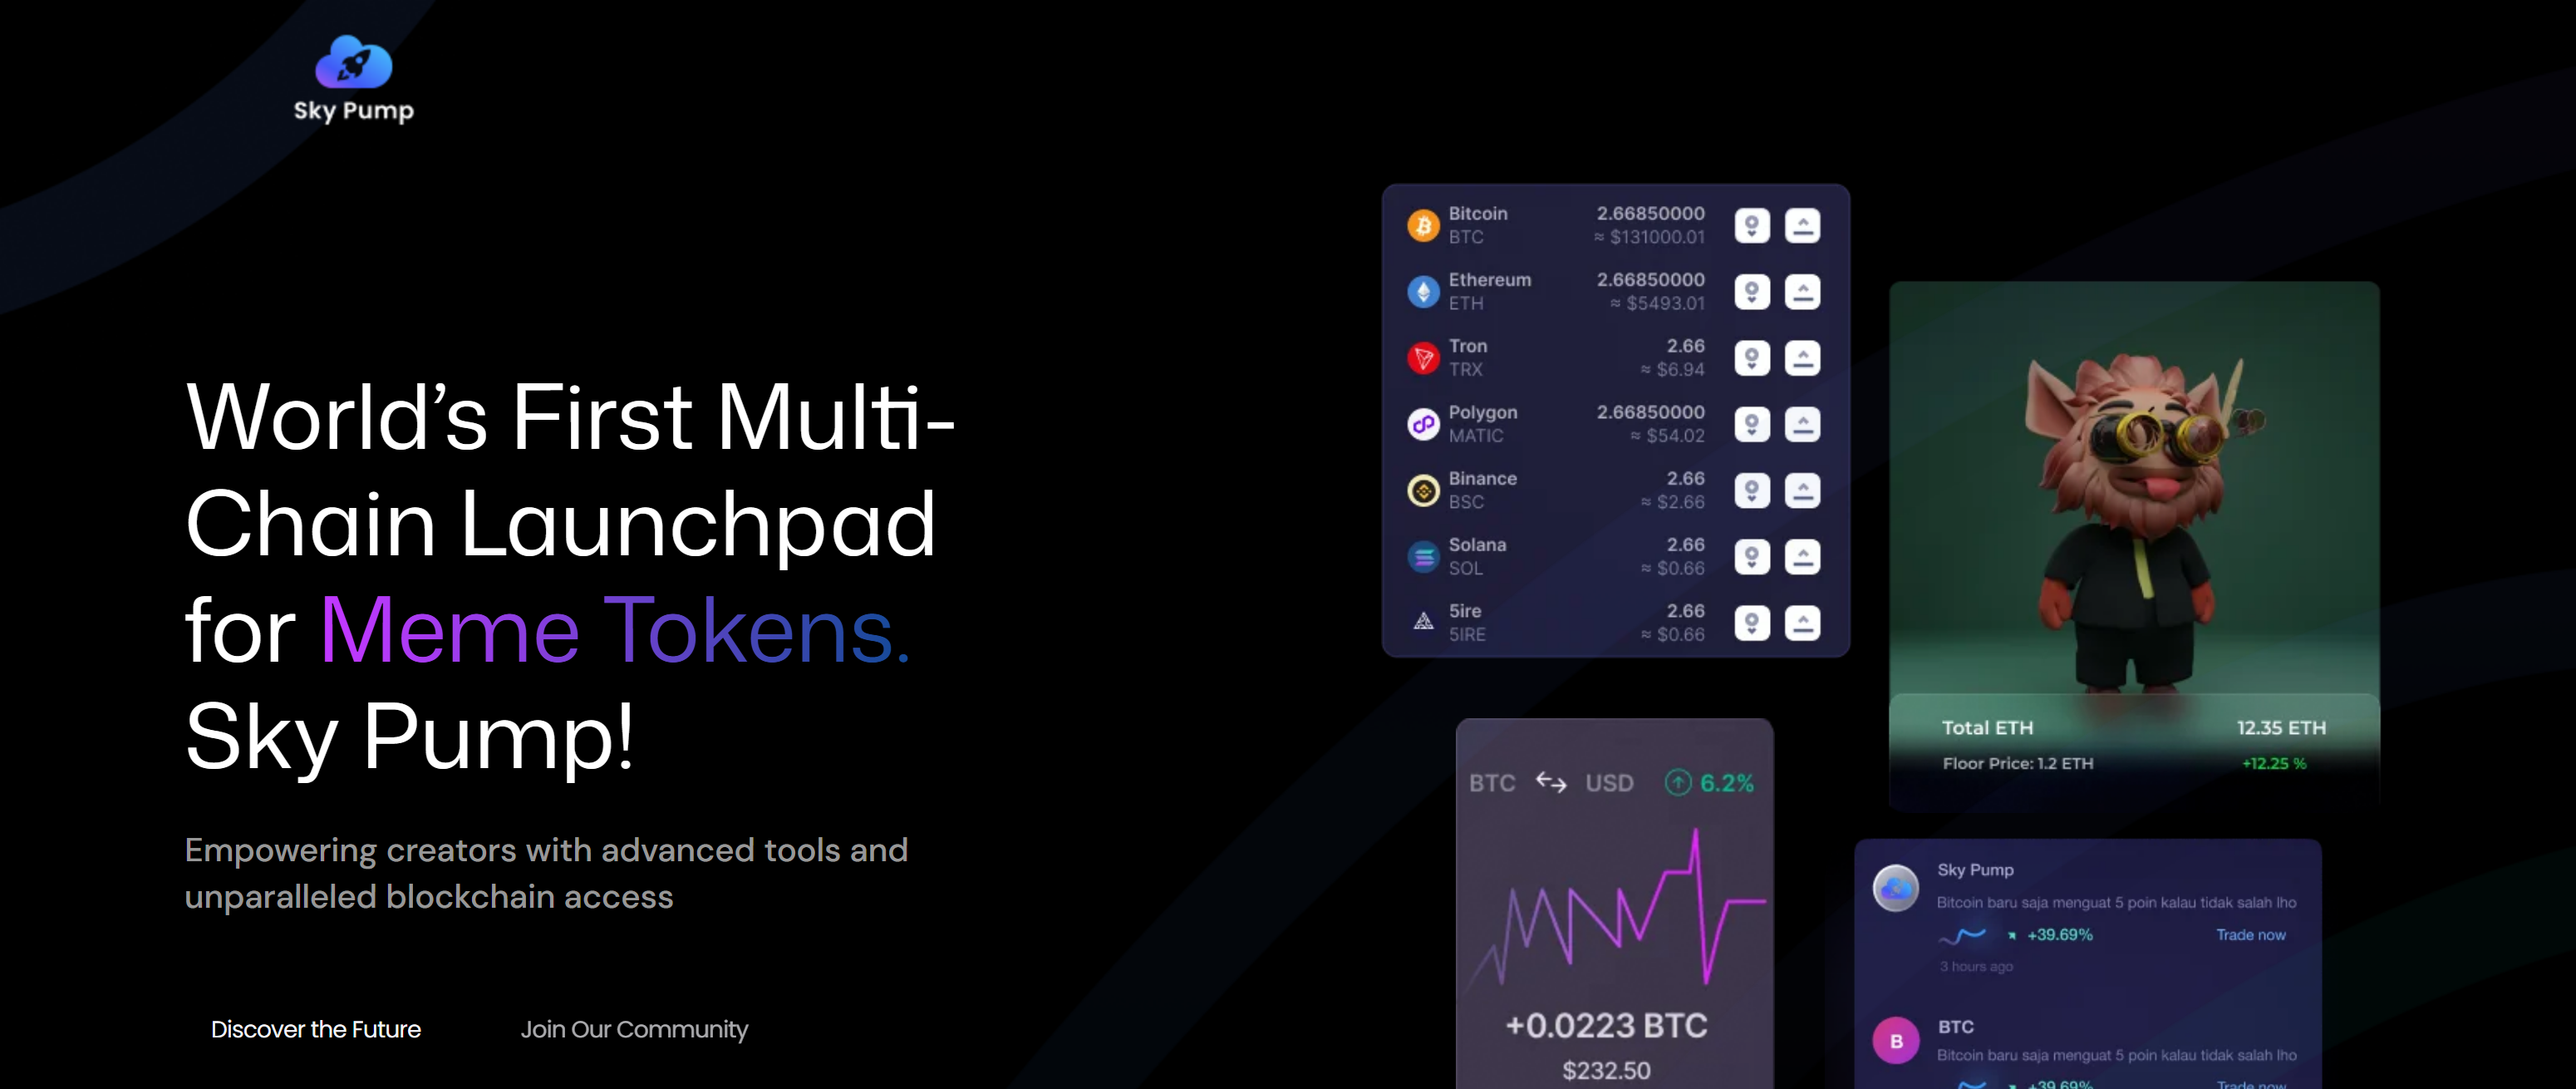 Sky Pump
World’s First Multi-
Chain Launchpad
for Meme Tokens.
Sky Pump!
Empowering creators with advanced tools and
unparalleled blockchain access
Discover the Future
Join Our Community
Bitcoin 2.66850000
BTC ≈ $131000.01
Ethereum 2.66850000
ETH ≈ $5493.01
Tron 2.66
TRX ≈ $6.94
Polygon 2.66850000
MATIC ≈ $54.02
Binance 2.66
BSC ≈ $2.66
Solana 2.66
SOL ≈ $0.66
5ire 2.66
5IRE ≈ $0.66
Total ETH 12.35 ETH
Floor Price: 1.2 ETH +12.25 %
BTC USD 6.2%
+0.0223 BTC
$232.50
Sky Pump
Bitcoin baru saja menguat 5 poin kalau tidak salah lho
+39.69% Trade now
3 hours ago
B BTC
Bitcoin baru saja menguat 5 poin kalau tidak salah lho
+39.69% Trade now